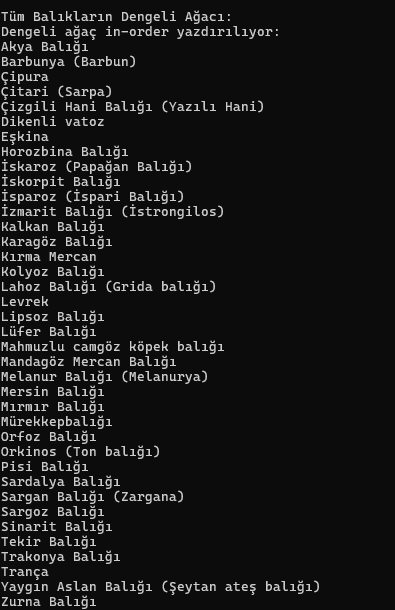 Tüm Balıkların Dengeli Ağacı:
Dengeli ağaç in-order yazdırılıyor:
Akya Balığı
Barbunya (Barbun)
Çipura
Çitari (Sarpa)
Çizgili Hani Balığı (Yazılı Hani)
Dikenli vatoz
Eşkina
Horozbina Balığı
İskaroz (Papağan Balığı)
İskorpit Balığı
İsparoz (İspari Balığı)
İzmarit Balığı (İstrongilos)
Kalkan Balığı
Karagöz Balığı
Kırma Mercan
Kolyoz Balığı
Lahoz Balığı (Grida balığı)
Levrek
Lipsoz Balığı
Lüfer Balığı
Mahmuzlu camgöz köpek balığı
Mandagöz Mercan Balığı
Melanur Balığı (Melanurya)
Mersin Balığı
Mırmır Balığı
Mürekkepbalığı
Orfoz Balığı
Orkinos (Ton balığı)
Pisi Balığı
Sardalya Balığı
Sargan Balığı (Zargana)
Sargoz Balığı
Sinarit Balığı
Tekir Balığı
Trakonya Balığı
Trança
Yaygın Aslan Balığı (Şeytan ateş balığı)
Zurna Balığı